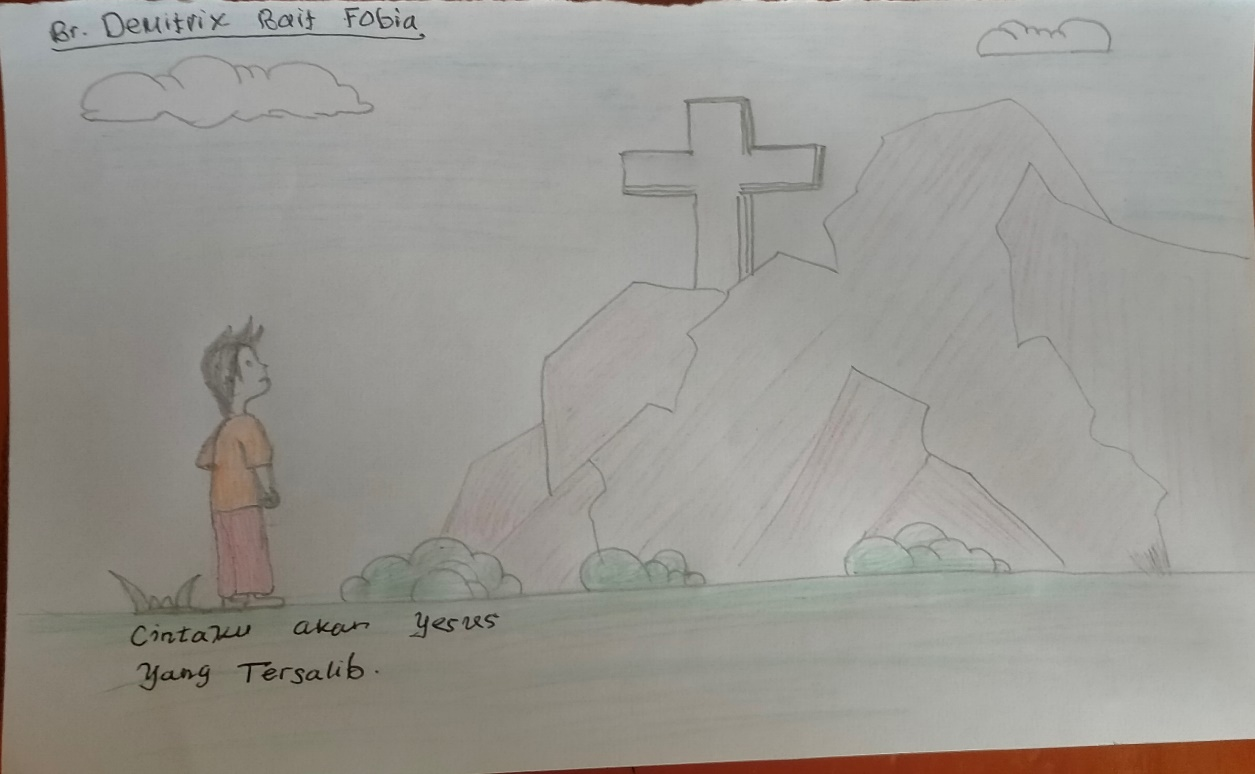 Br. Demitrix Bait Fobia
Cintaku akan Yesus
Yang Tersalib.